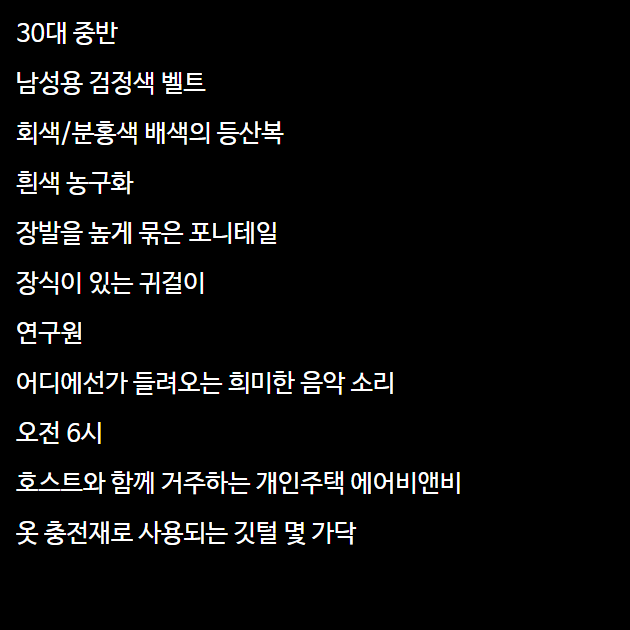 30대 중반
남성용 검정색 벨트
회색/분홍색 배색의 등산복
흰색 농구화
장발을 높게 묶은 포니테일
장식이 있는 귀걸이
연구원
어디에선가 들려오는 희미한 음악 소리
오전 6시
호스트와 함께 거주하는 개인주택 에어비앤비
옷 충전재로 사용되는 깃털 몇 가닥